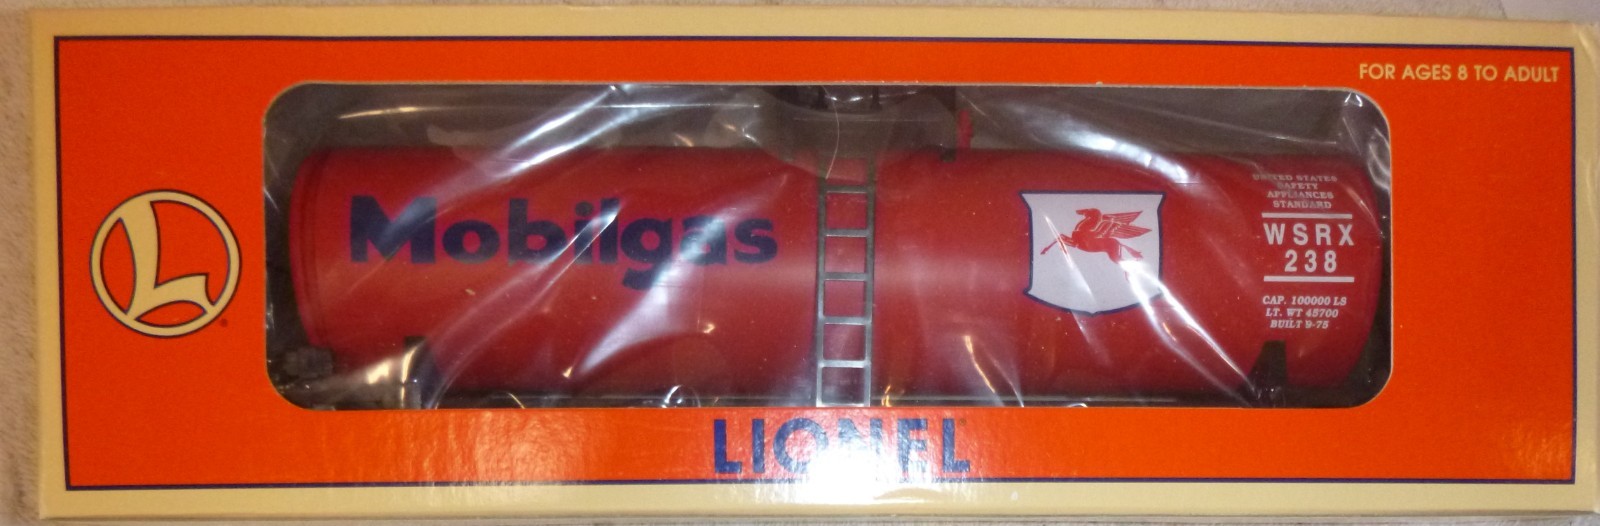 FOR AGES 8 TO ADULT
L
Mobilgas
UNITED STATES
SAFETY
APPLIANCES
STANDARD
WSRX
238
CAP. 100000 LS
LT. WT 45700
BUILT 9-75
LIONEL